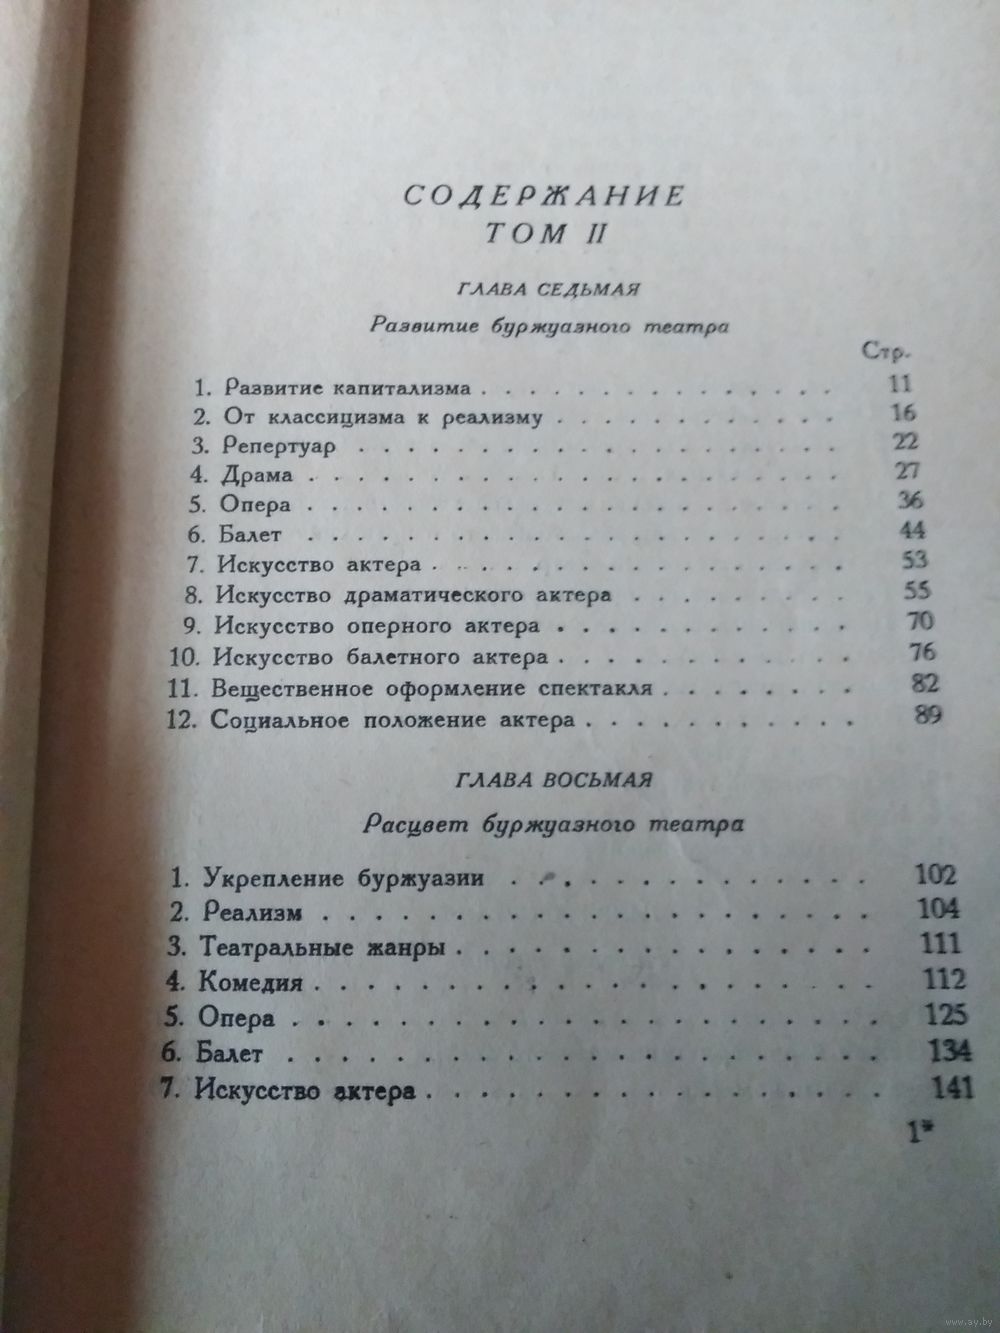 СОДЕРЖАНИЕ
ТОМ II
ГЛАВА СЕДЬМАЯ
Развитие буржуазного театра
Стр.
1. Развитие капитализма . . . . . . . . . . . . . . 11
2. От классицизма к реализму . . . . . . . . . . . 16
3. Репертуар . . . . . . . . . . . . . . . . . . 22
4. Драма . . . . . . . . . . . . . . . . . . . . 27
5. Опера . . . . . . . . . . . . . . . . . . . . 36
6. Балет . . . . . . . . . . . . . . . . . . . . 44
7. Искусство актера . . . . . . . . . . . . . . . . 53
8. Искусство драматического актера . . . . . . . . . 55
9. Искусство оперного актера . . . . . . . . . . . . 70
10. Искусство балетного актера . . . . . . . . . . . 76
11. Вещественное оформление спектакля . . . . . . . 82
12. Социальное положение актера . . . . . . . . . . . 89
ГЛАВА ВОСЬМАЯ
Расцвет буржуазного театра
1. Укрепление буржуазии . . . . . . . . . . . . . . 102
2. Реализм . . . . . . . . . . . . . . . . . . . . . 104
3. Театральные жанры . . . . . . . . . . . . . . . . 111
4. Комедия . . . . . . . . . . . . . . . . . . . . . 112
5. Опера . . . . . . . . . . . . . . . . . . . . . . 125
6. Балет . . . . . . . . . . . . . . . . . . . . . . 134
7. Искусство актера . . . . . . . . . . . . . . . . . 141
1*
www.ay.by